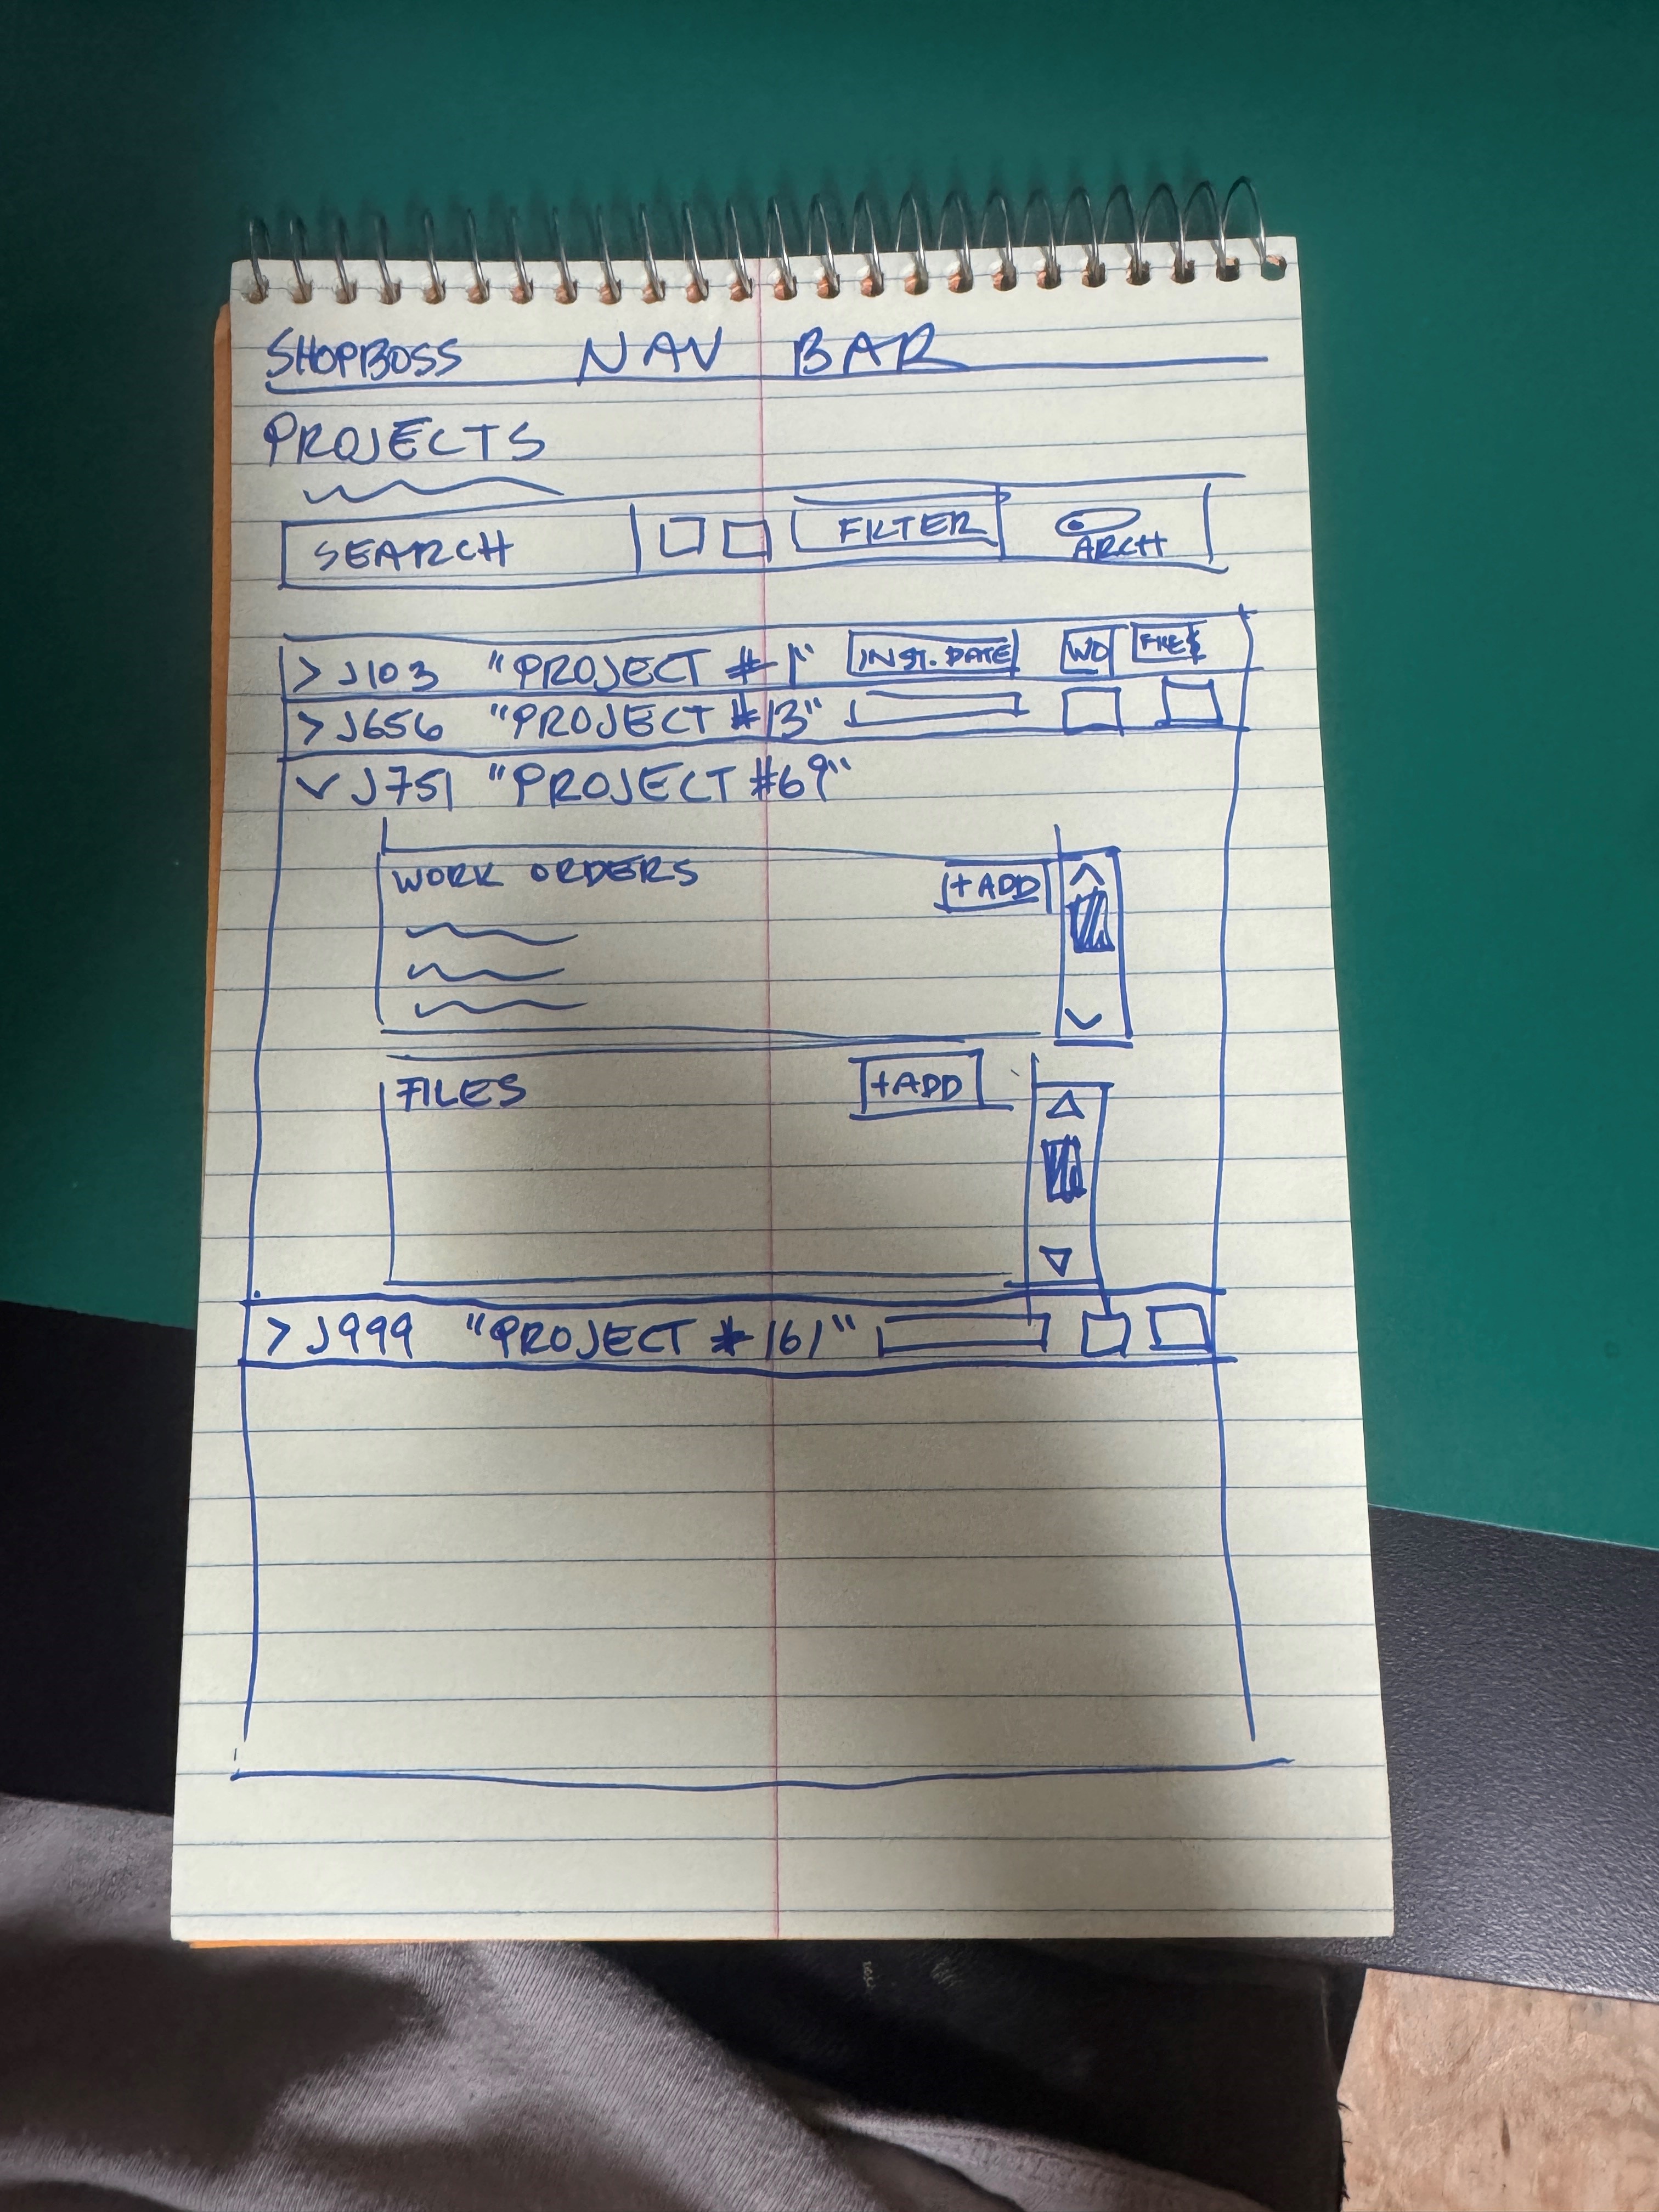 SHOPBOSS NAV BAR
PROJECTS
SEARCH FILTER ARCH
> J103 "PROJECT #1" INST. DATE WO FILES
> J656 "PROJECT #13"
∨ J751 "PROJECT #69"
WORK ORDERS +ADD
FILES +ADD
> J999 "PROJECT #161"